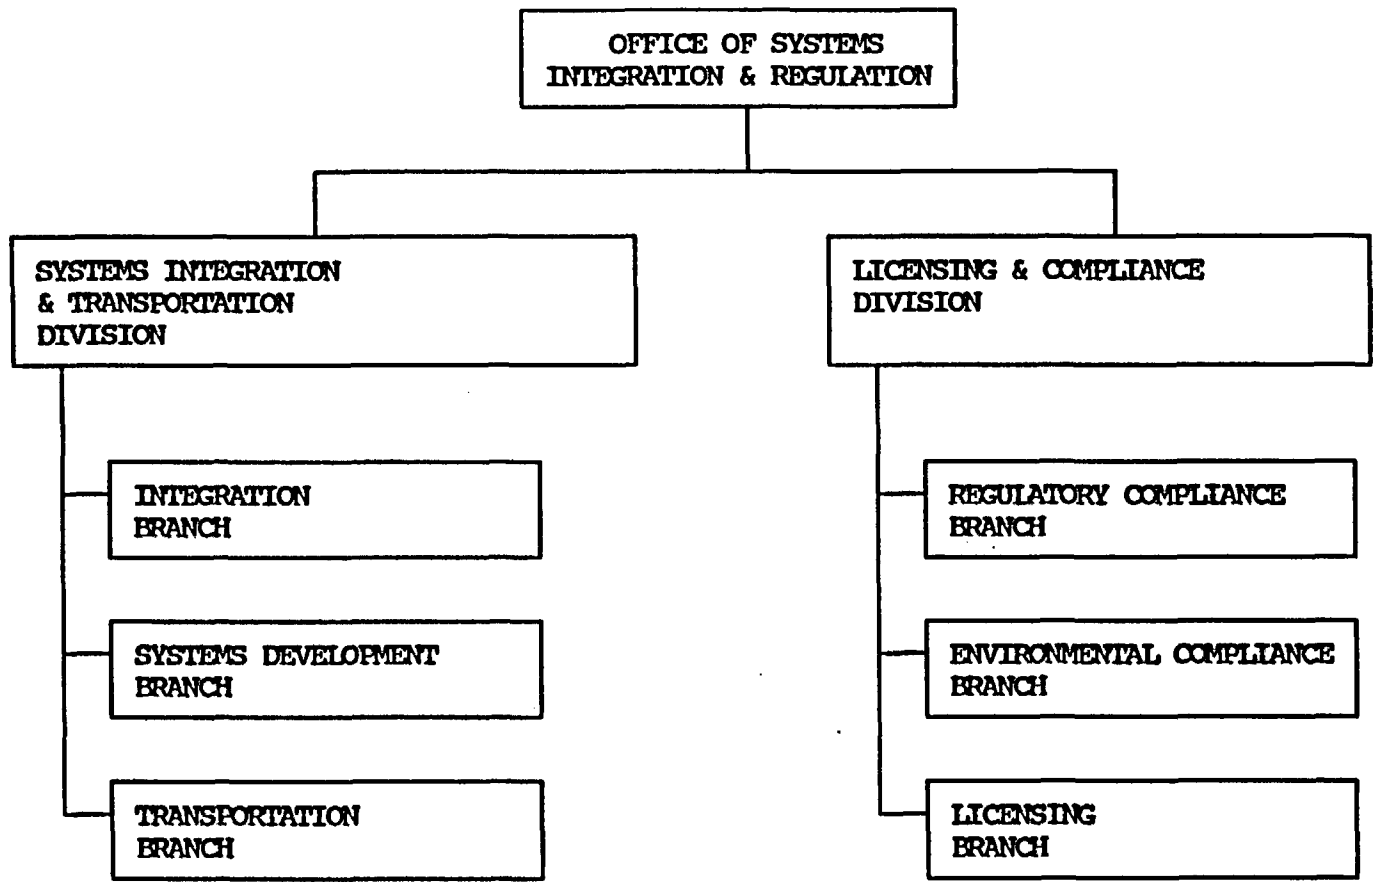 OFFICE OF SYSTEMS
INTEGRATION & REGULATION
SYSTEMS INTEGRATION
& TRANSPORTATION
DIVISION
INTEGRATION
BRANCH
SYSTEMS DEVELOPMENT
BRANCH
TRANSPORTATION
BRANCH
LICENSING & COMPLIANCE
DIVISION
REGULATORY COMPLIANCE
BRANCH
ENVIRONMENTAL COMPLIANCE
BRANCH
LICENSING
BRANCH